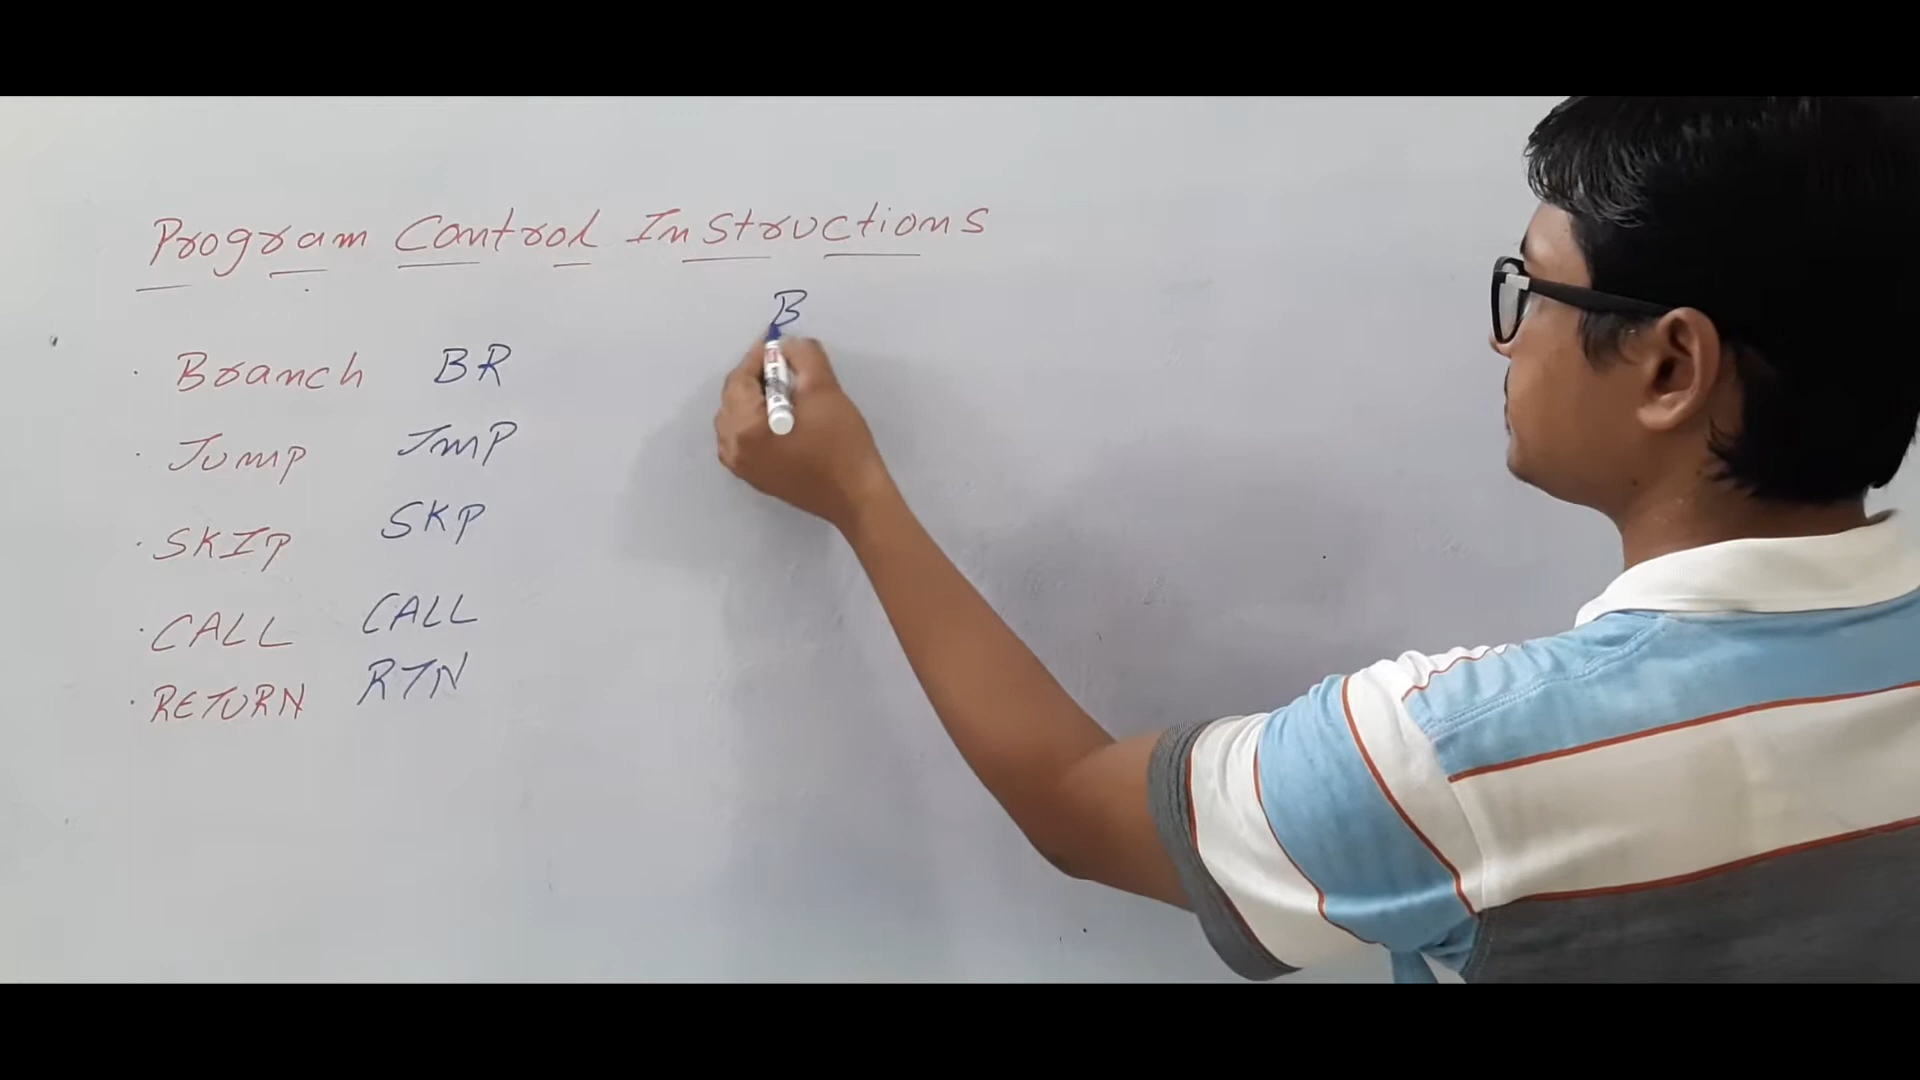 Program Control Instructions
B
· Branch BR
· Jump JmP
· SKIP SKP
· CALL CALL
· RETURN RTN